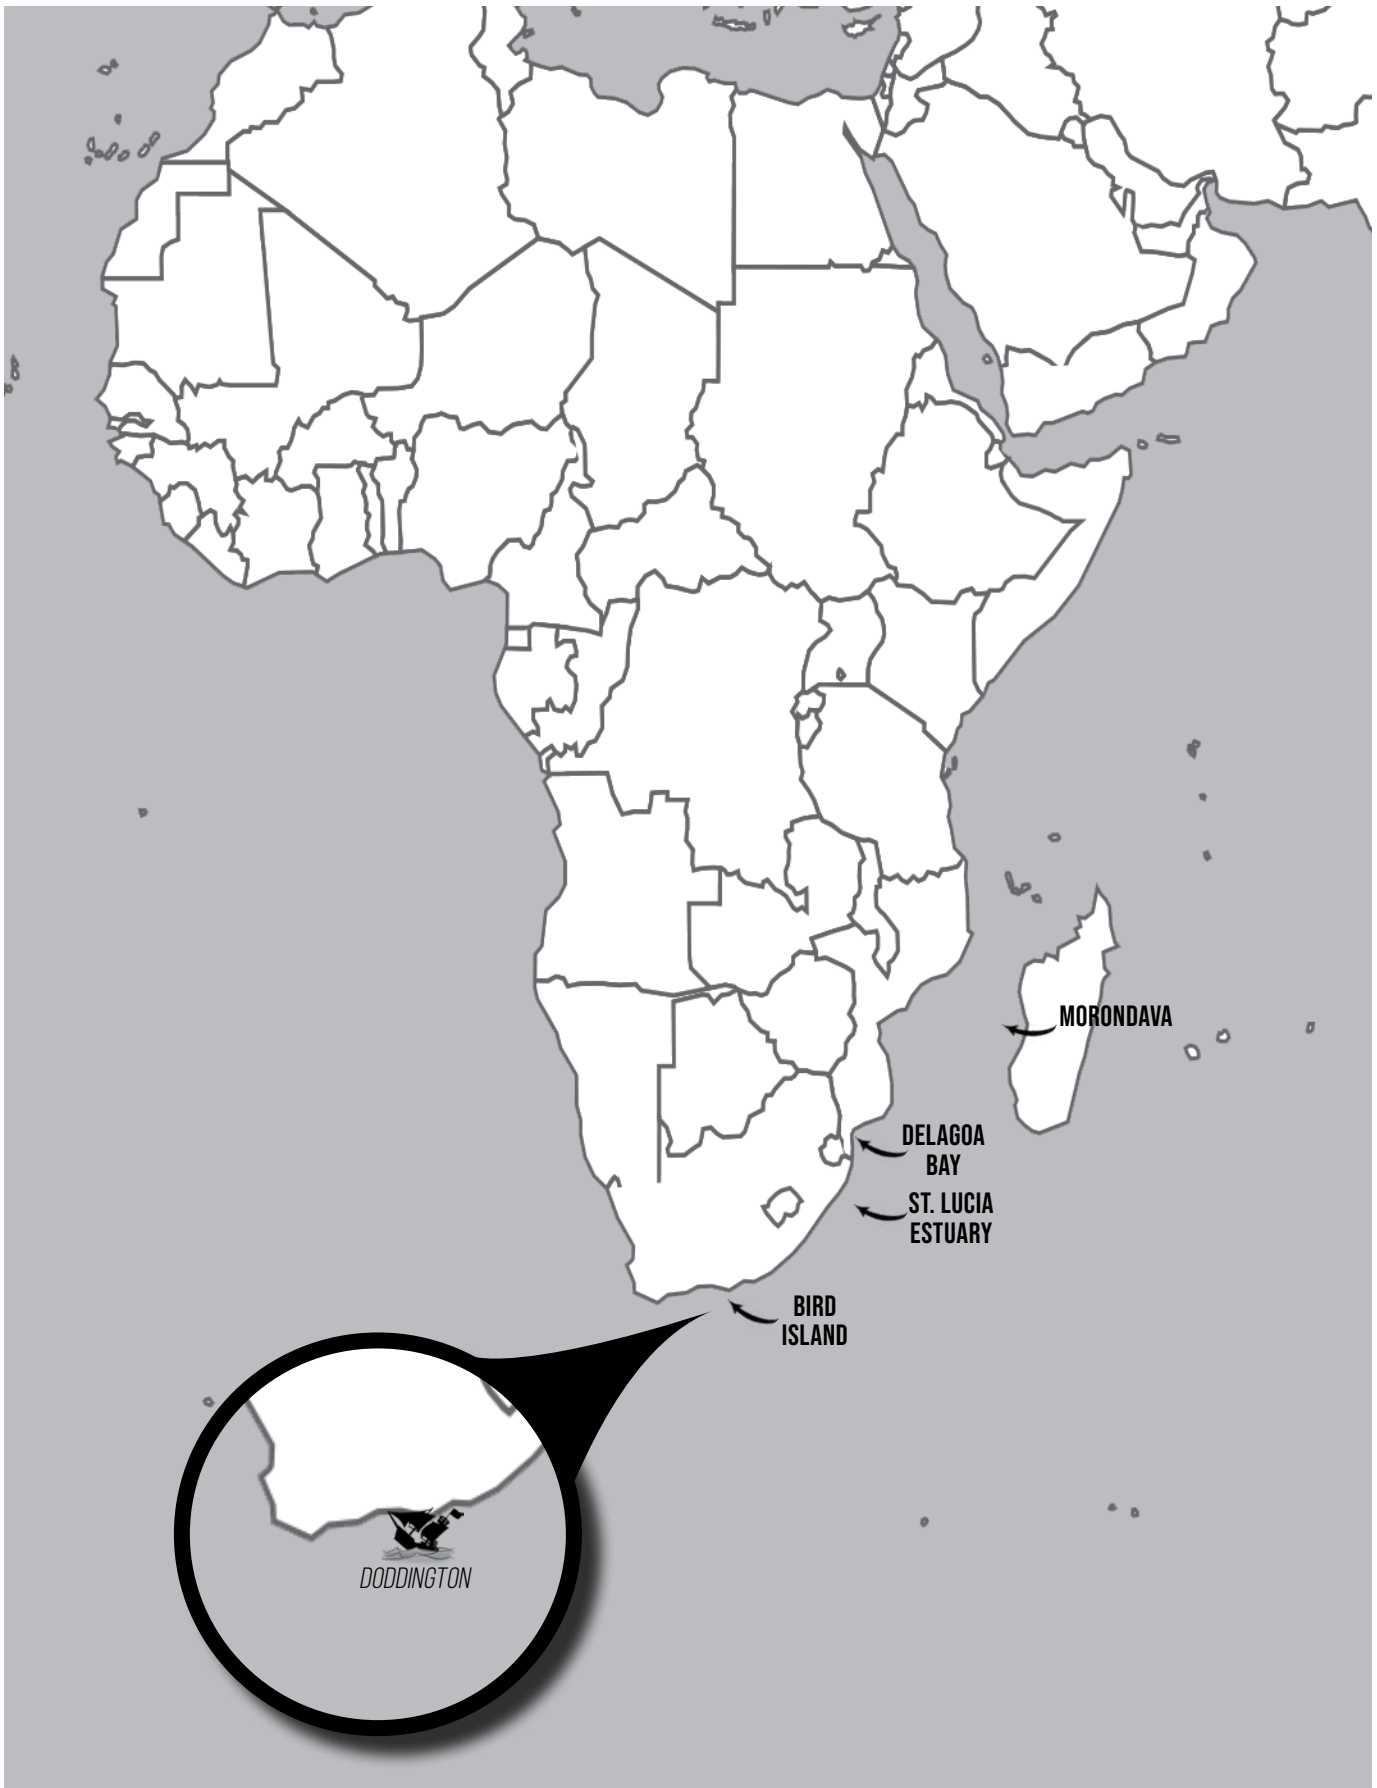 MORONDAVA
DELAGOA
BAY
ST. LUCIA
ESTUARY
BIRD
ISLAND
DODDINGTON